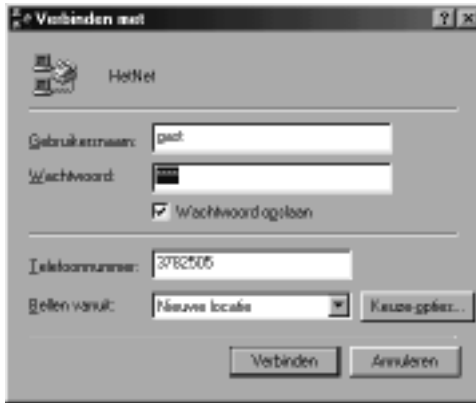 Verbinden met
HetNet
Gebruikersnaam: gast
Wachtwoord: ****
Wachtwoord opslaan
Telefoonnummer: 3782505
Bellen vanuit: Nieuwe locatie Keuze-opties...
Verbinden Annuleren